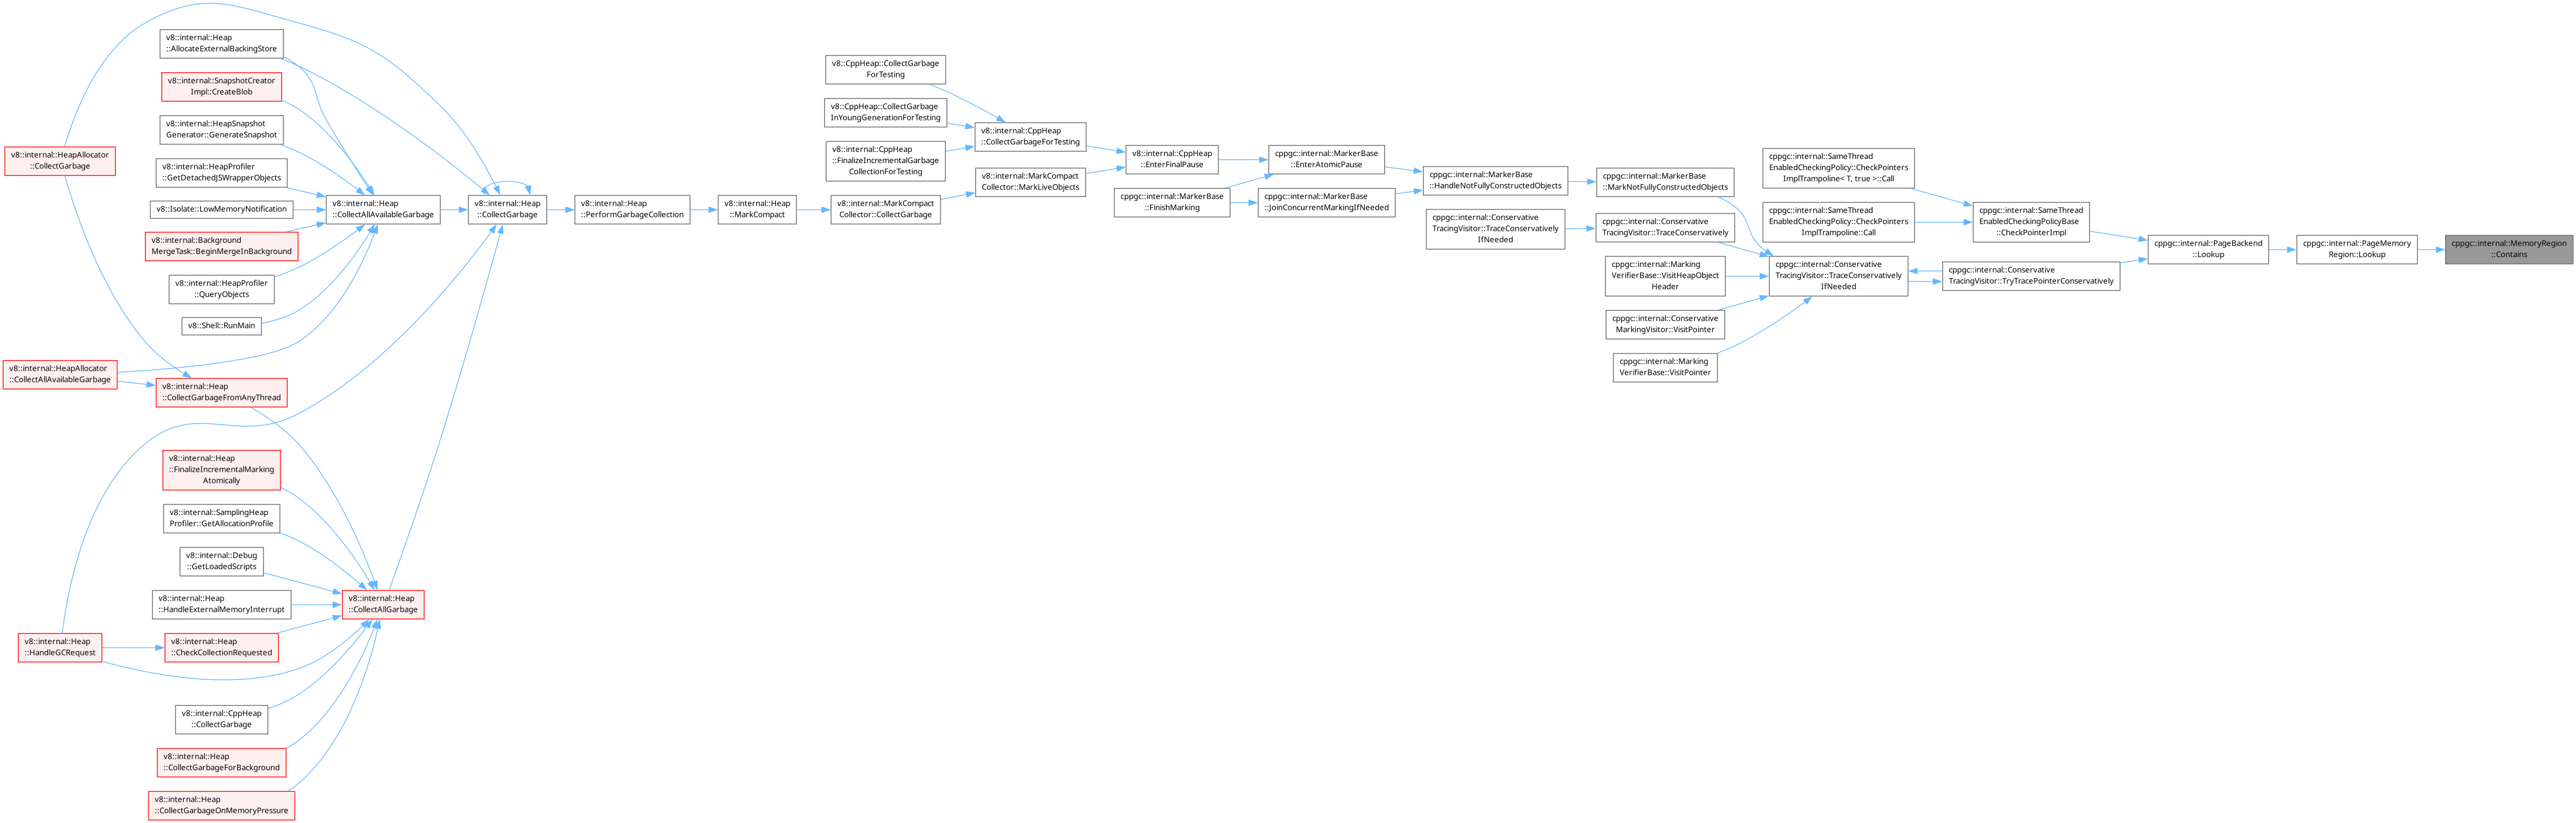 v8::internal::Heap
::AllocateExternalBackingStore
v8::internal::SnapshotCreator
Impl::CreateBlob
v8::internal::HeapSnapshot
Generator::GenerateSnapshot
v8::internal::HeapAllocator
::CollectGarbage
v8::internal::HeapProfiler
::GetDetachedJSWrapperObjects
v8::Isolate::LowMemoryNotification
v8::internal::Background
MergeTask::BeginMergeInBackground
v8::internal::HeapProfiler
::QueryObjects
v8::Shell::RunMain
v8::internal::HeapAllocator
::CollectAllAvailableGarbage
v8::internal::Heap
::CollectGarbageFromAnyThread
v8::internal::Heap
::FinalizeIncrementalMarking
Atomically
v8::internal::SamplingHeap
Profiler::GetAllocationProfile
v8::internal::Debug
::GetLoadedScripts
v8::internal::Heap
::HandleExternalMemoryInterrupt
v8::internal::Heap
::HandleGCRequest
v8::internal::Heap
::CheckCollectionRequested
v8::internal::CppHeap
::CollectGarbage
v8::internal::Heap
::CollectGarbageForBackground
v8::internal::Heap
::CollectGarbageOnMemoryPressure
v8::internal::Heap
::CollectAllAvailableGarbage
v8::internal::Heap
::CollectAllGarbage
v8::internal::Heap
::CollectGarbage
v8::internal::Heap
::PerformGarbageCollection
v8::internal::Heap
::MarkCompact
v8::CppHeap::CollectGarbage
ForTesting
v8::CppHeap::CollectGarbage
InYoungGenerationForTesting
v8::internal::CppHeap
::FinalizeIncrementalGarbage
CollectionForTesting
v8::internal::MarkCompact
Collector::CollectGarbage
v8::internal::CppHeap
::CollectGarbageForTesting
v8::internal::MarkCompact
Collector::MarkLiveObjects
v8::internal::CppHeap
::EnterFinalPause
cppgc::internal::MarkerBase
::FinishMarking
cppgc::internal::MarkerBase
::EnterAtomicPause
cppgc::internal::MarkerBase
::JoinConcurrentMarkingIfNeeded
cppgc::internal::MarkerBase
::HandleNotFullyConstructedObjects
cppgc::internal::Conservative
TracingVisitor::TraceConservatively
IfNeeded
cppgc::internal::MarkerBase
::MarkNotFullyConstructedObjects
cppgc::internal::Conservative
TracingVisitor::TraceConservatively
cppgc::internal::Marking
VerifierBase::VisitHeapObject
Header
cppgc::internal::Conservative
MarkingVisitor::VisitPointer
cppgc::internal::Marking
VerifierBase::VisitPointer
cppgc::internal::SameThread
EnabledCheckingPolicy::CheckPointers
ImplTrampoline< T, true >::Call
cppgc::internal::SameThread
EnabledCheckingPolicy::CheckPointers
ImplTrampoline::Call
cppgc::internal::Conservative
TracingVisitor::TraceConservatively
IfNeeded
cppgc::internal::SameThread
EnabledCheckingPolicyBase
::CheckPointerImpl
cppgc::internal::Conservative
TracingVisitor::TryTracePointerConservatively
cppgc::internal::PageBackend
::Lookup
cppgc::internal::PageMemory
Region::Lookup
cppgc::internal::MemoryRegion
::Contains